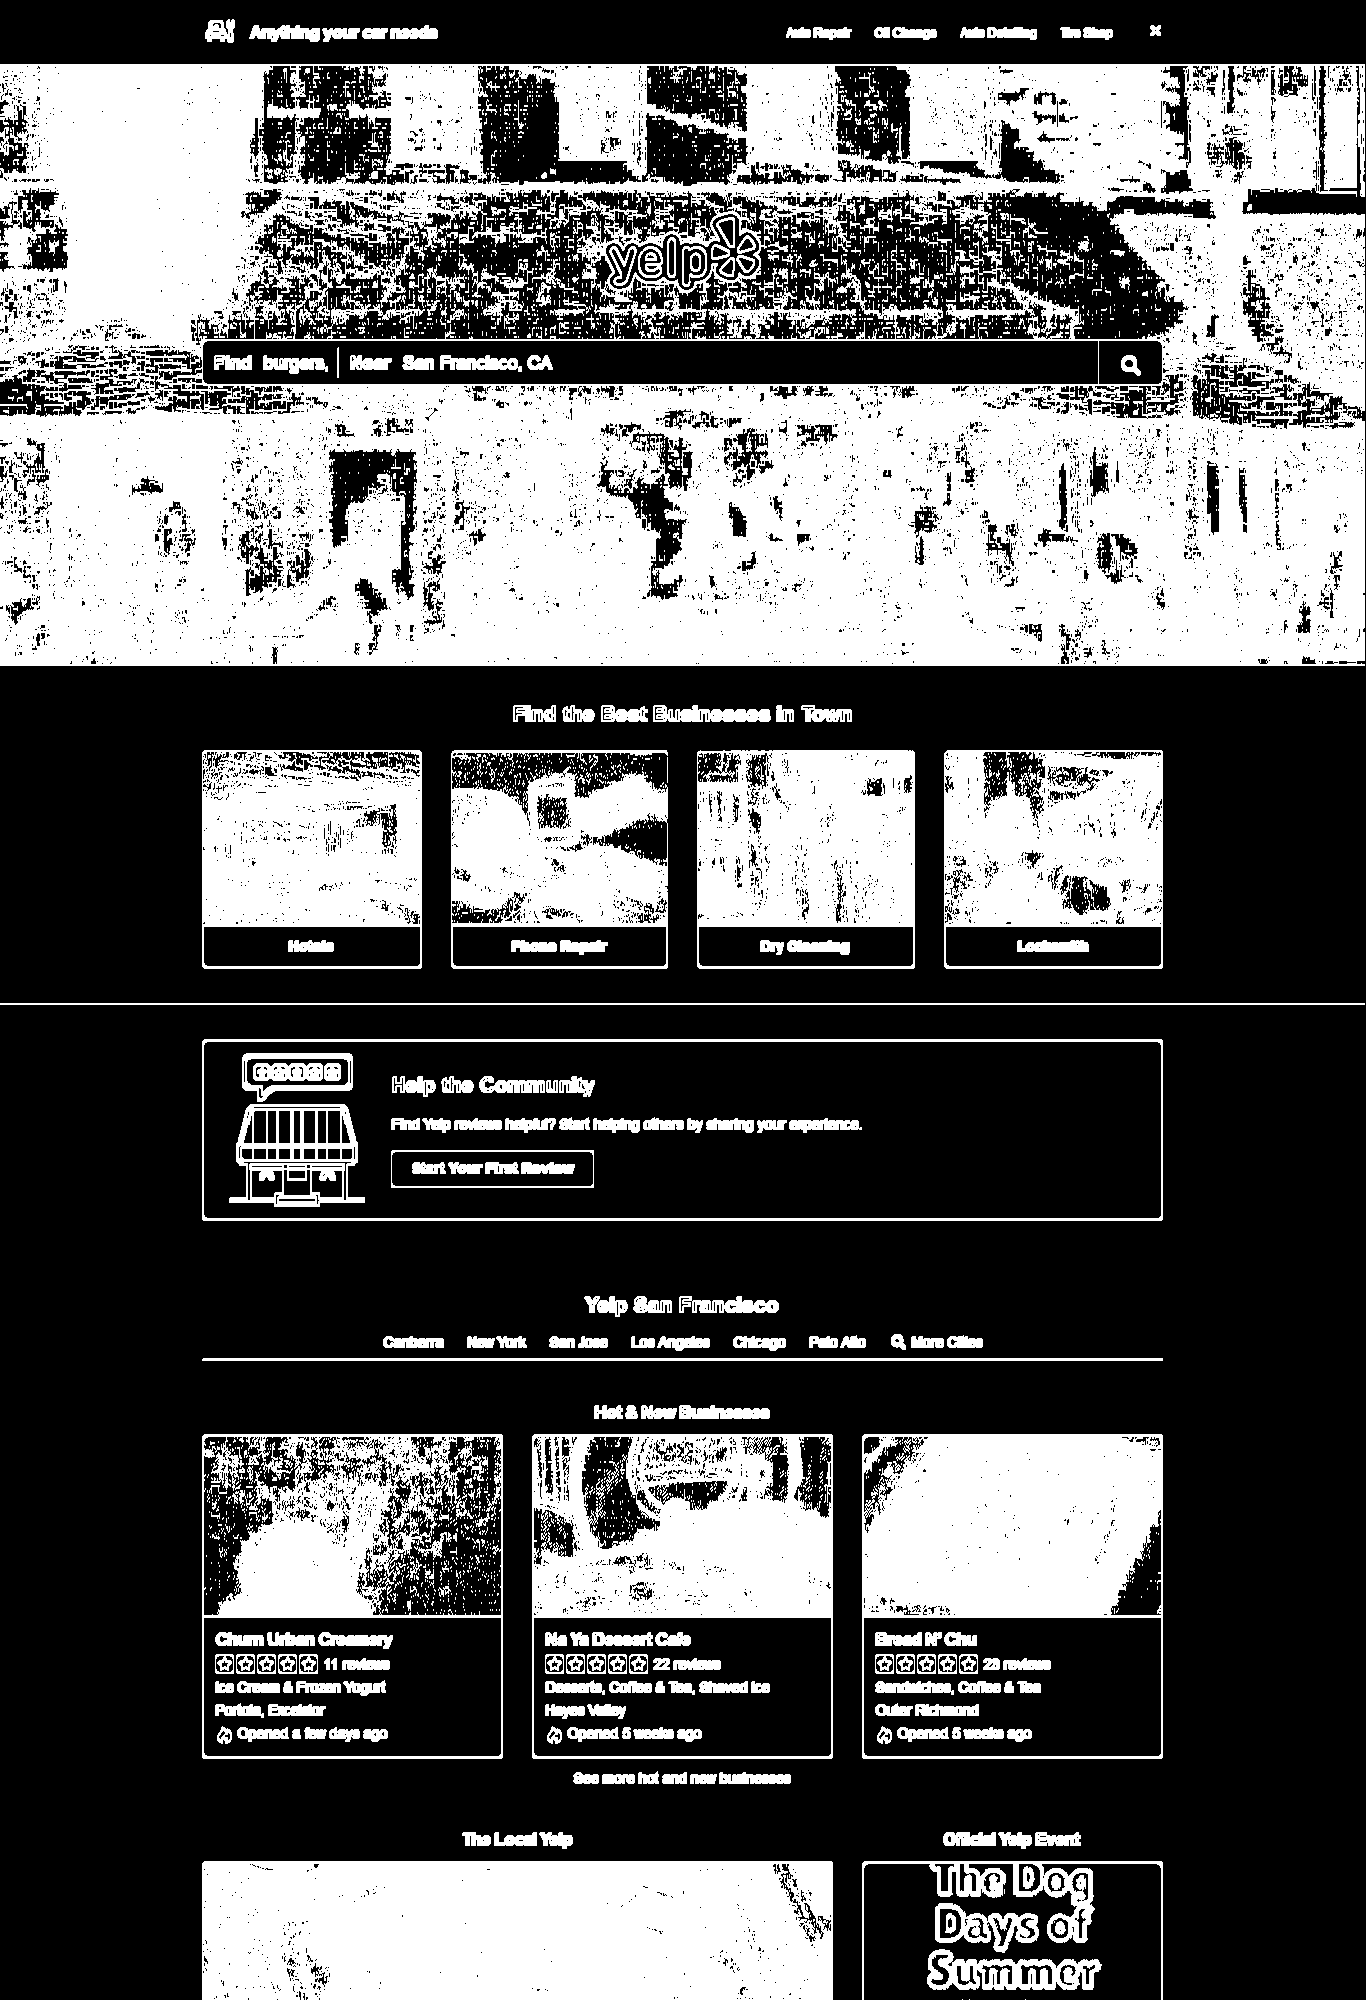 Anything your car needs
Auto Repair Oil Change Auto Detailing Tire Shop
yelp
Find burgers, Near San Francisco, CA
Find the Best Businesses in Town
Hotels Phone Repair Dry Cleaning Locksmith
Help the Community
Find Yelp reviews helpful? Start helping others by sharing your experience.
Start Your First Review
Yelp San Francisco
Canberra New York San Jose Los Angeles Chicago Palo Alto More Cities
Hot & New Businesses
Churn Urban Creamery
11 reviews
Ice Cream & Frozen Yogurt
Portola, Excelsior
Opened a few days ago
Na Ya Dessert Cafe
22 reviews
Desserts, Coffee & Tea, Shaved Ice
Hayes Valley
Opened 5 weeks ago
Bread N' Chu
23 reviews
Sandwiches, Coffee & Tea
Outer Richmond
Opened 5 weeks ago
See more hot and new businesses
The Local Yelp
Official Yelp Event
The Dog
Days of
Summer